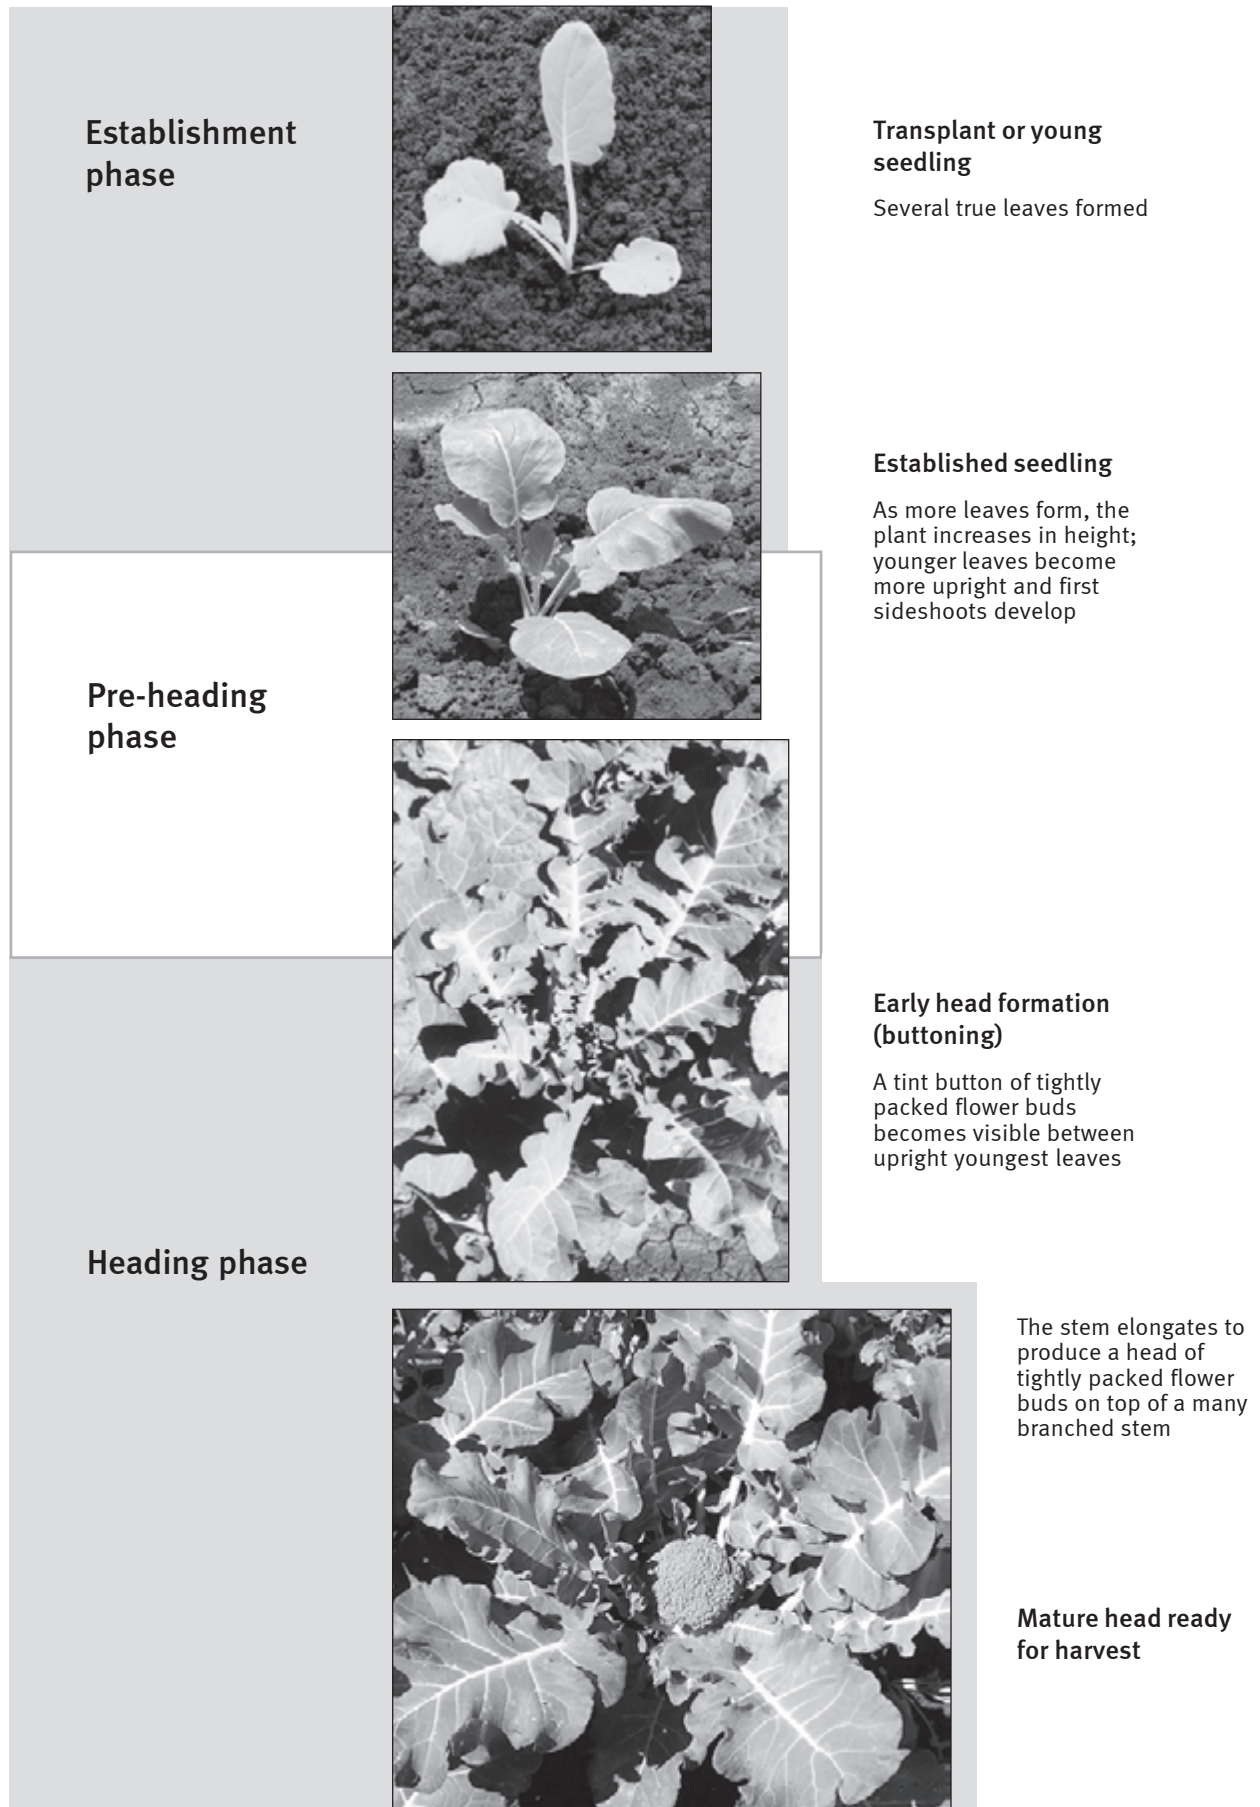 Establishment
phase
Transplant or young
seedling
Several true leaves formed
Established seedling
As more leaves form, the
plant increases in height;
younger leaves become
more upright and first
sideshoots develop
Pre-heading
phase
Early head formation
(buttoning)
A tint button of tightly
packed flower buds
becomes visible between
upright youngest leaves
Heading phase
The stem elongates to
produce a head of
tightly packed flower
buds on top of a many
branched stem
Mature head ready
for harvest